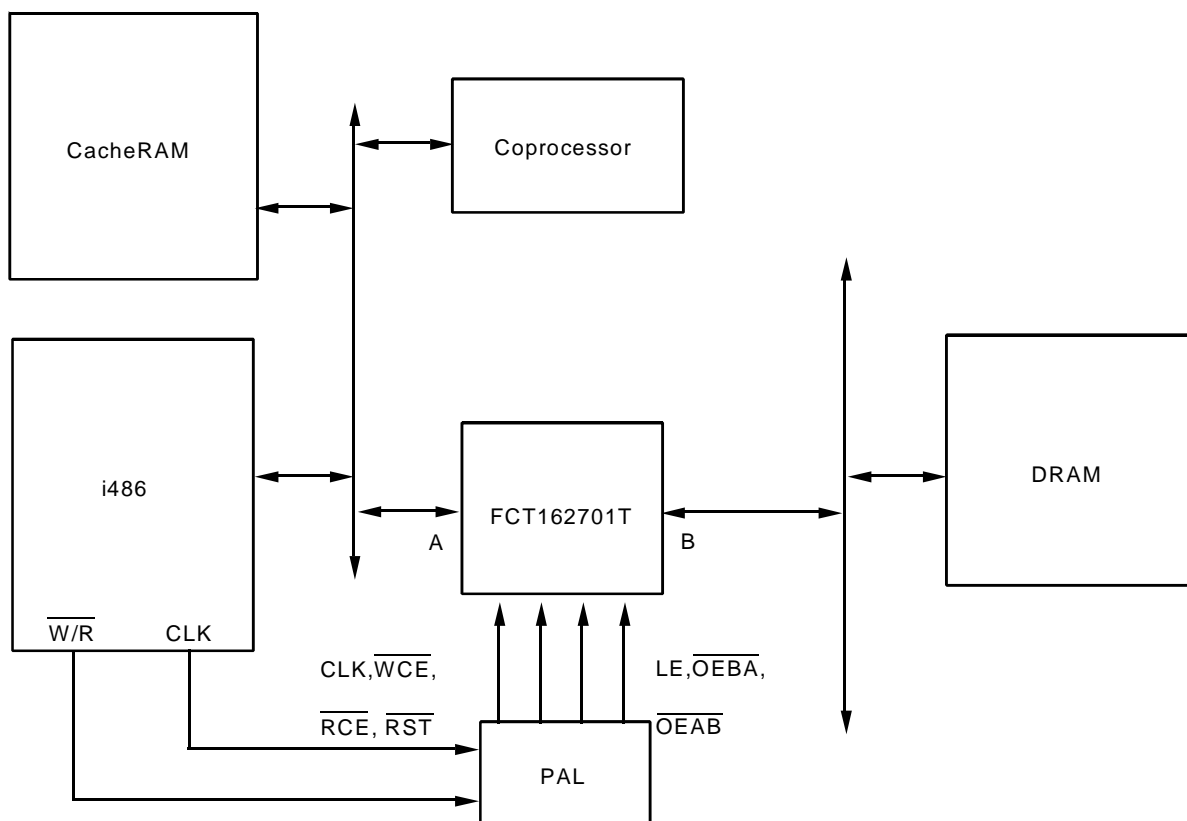 CacheRAM
Coprocessor
i486
FCT162701T
A
B
DRAM
W/R
CLK
CLK,WCE,
RCE, RST
LE,OEBA,
OEAB
PAL